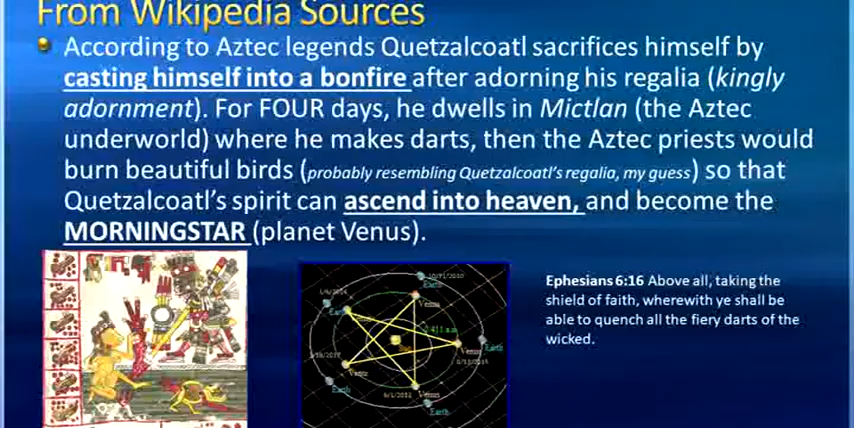 From Wikipedia Sources
According to Aztec legends Quetzalcoatl sacrifices himself by
casting himself into a bonfire after adorning his regalia (kingly
adornment). For FOUR days, he dwells in Mictlan (the Aztec
underworld) where he makes darts, then the Aztec priests would
burn beautiful birds (probably resembling Quetzalcoatl's regalia, my guess) so that
Quetzalcoatl's spirit can ascend into heaven, and become the
MORNINGSTAR (planet Venus).
Earth
Venus
Earth
Venus
Earth
Venus
Earth
Venus
Earth
Ephesians 6:16 Above all, taking the
shield of faith, wherewith ye shall be
able to quench all the fiery darts of the
wicked.